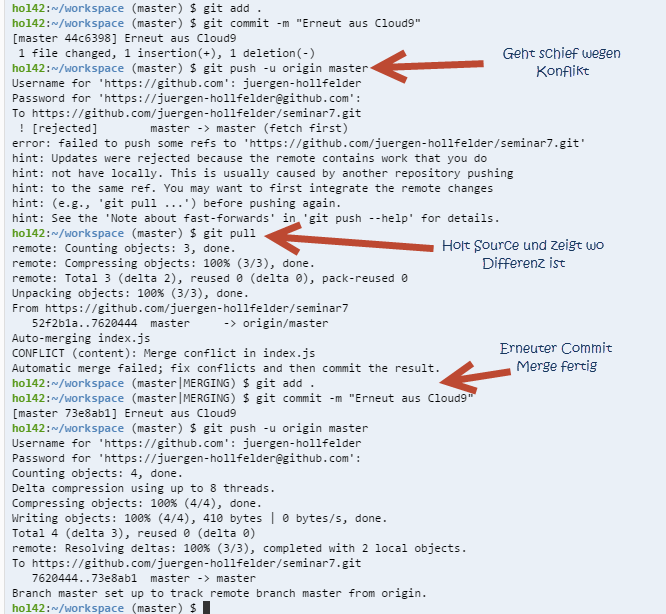 hol42:~/workspace (master) $ git add .
hol42:~/workspace (master) $ git commit -m "Erneut aus Cloud9"
[master 44c6398] Erneut aus Cloud9
1 file changed, 1 insertion(+), 1 deletion(-)
hol42:~/workspace (master) $ git push -u origin master
Geht schief wegen
Konflikt
Username for 'https://github.com': juergen-hollfelder
Password for 'https://juergen-hollfelder@github.com':
To https://github.com/juergen-hollfelder/seminar7.git
! [rejected]        master -> master (fetch first)
error: failed to push some refs to 'https://github.com/juergen-hollfelder/seminar7.git'
hint: Updates were rejected because the remote contains work that you do
hint: not have locally. This is usually caused by another repository pushing
hint: to the same ref. You may want to first integrate the remote changes
hint: (e.g., 'git pull ...') before pushing again.
hint: See the 'Note about fast-forwards' in 'git push --help' for details.
hol42:~/workspace (master) $ git pull
Holt Source und zeigt wo
Differenz ist
remote: Counting objects: 3, done.
remote: Compressing objects: 100% (3/3), done.
remote: Total 3 (delta 2), reused 0 (delta 0), pack-reused 0
Unpacking objects: 100% (3/3), done.
From https://github.com/juergen-hollfelder/seminar7
52f2b1a..7620444  master     -> origin/master
Auto-merging index.js
CONFLICT (content): Merge conflict in index.js
Automatic merge failed; fix conflicts and then commit the result.
Erneuter Commit
Merge fertig
hol42:~/workspace (master|MERGING) $ git add .
hol42:~/workspace (master|MERGING) $ git commit -m "Erneut aus Cloud9"
[master 73e8ab1] Erneut aus Cloud9
hol42:~/workspace (master) $ git push -u origin master
Username for 'https://github.com': juergen-hollfelder
Password for 'https://juergen-hollfelder@github.com':
Counting objects: 4, done.
Delta compression using up to 8 threads.
Compressing objects: 100% (4/4), done.
Writing objects: 100% (4/4), 410 bytes | 0 bytes/s, done.
Total 4 (delta 3), reused 0 (delta 0)
remote: Resolving deltas: 100% (3/3), completed with 2 local objects.
To https://github.com/juergen-hollfelder/seminar7.git
7620444..73e8ab1  master -> master
Branch master set up to track remote branch master from origin.
hol42:~/workspace (master) $